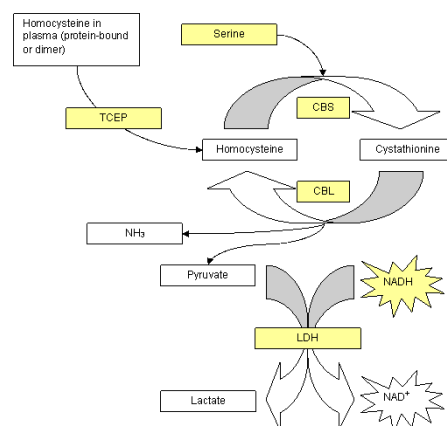 Homocysteine in
plasma (protein-bound
or dimer)
Serine
TCEP
CBS
Homocysteine
Cystathionine
CBL
NH₃
Pyruvate
NADH
LDH
Lactate
NAD⁺